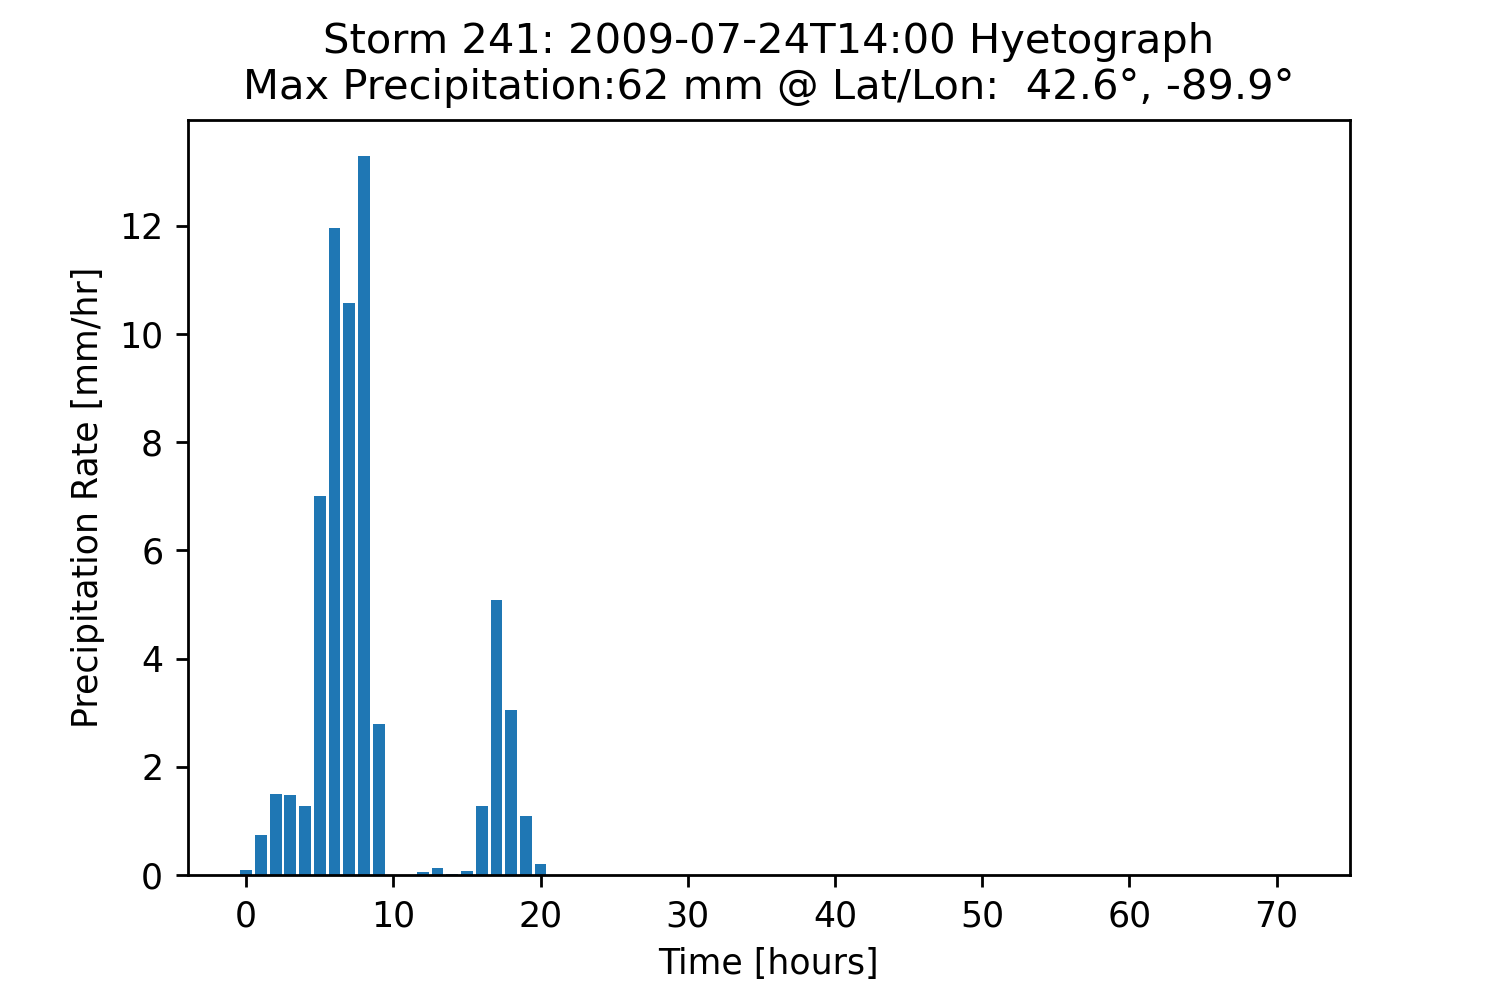 Storm 241: 2009-07-24T14:00 Hyetograph
Max Precipitation:62 mm @ Lat/Lon:  42.6°, -89.9°
Precipitation Rate [mm/hr]
12
10
8
6
4
2
0
0 10 20 30 40 50 60 70
Time [hours]